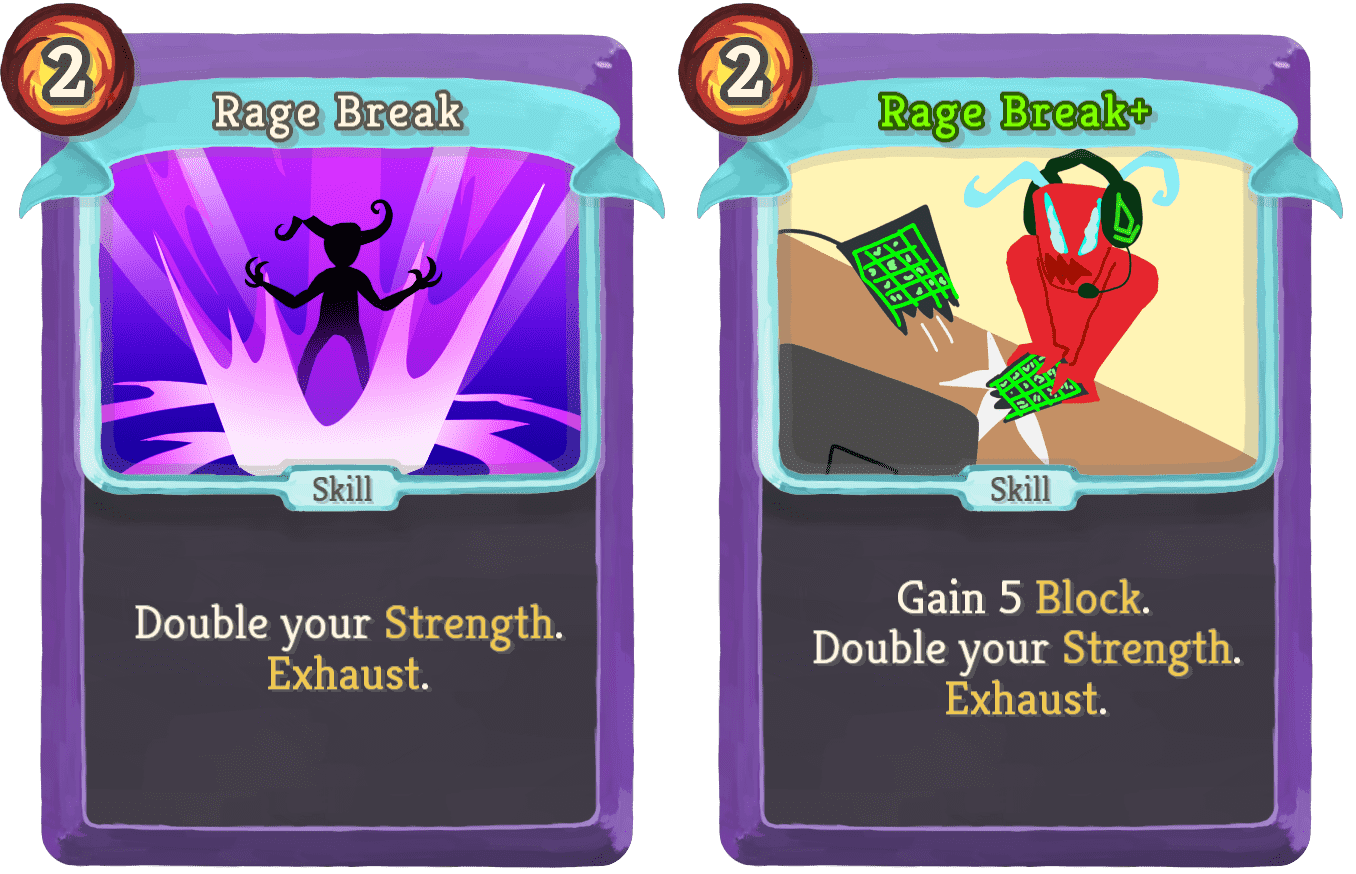 2
Rage Break
Skill
Double your Strength.
Exhaust.
2
Rage Break+
Skill
Gain 5 Block.
Double your Strength.
Exhaust.